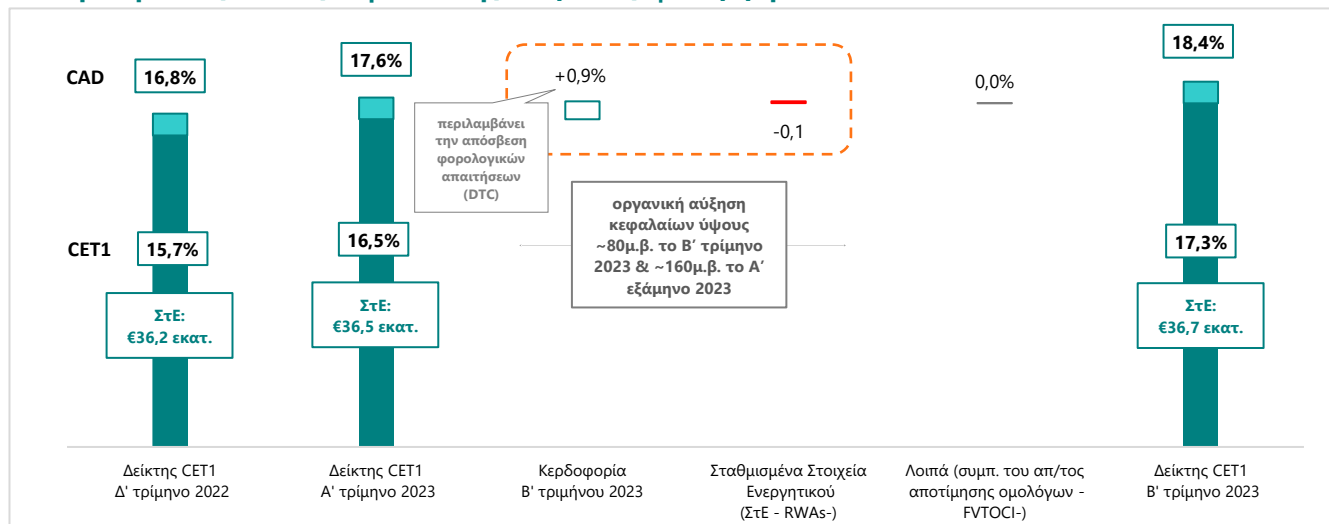 CAD
16,8%
17,6%
+0,9%
-0,1
0,0%
18,4%
περιλαμβάνει
την απόσβεση
φορολογικών
απαιτήσεων
(DTC)
οργανική αύξηση
κεφαλαίων ύψους
~80μ.β. το Β’ τρίμηνο
2023 & ~160μ.β. το Α’
εξάμηνο 2023
CET1
15,7%
16,5%
17,3%
ΣτΕ:
€36,2 εκατ.
ΣτΕ:
€36,5 εκατ.
ΣτΕ:
€36,7 εκατ.
Δείκτης CET1
Δ' τρίμηνο 2022
Δείκτης CET1
Α' τρίμηνο 2023
Κερδοφορία
Β' τριμήνου 2023
Σταθμισμένα Στοιχεία
Ενεργητικού
(ΣτΕ - RWAs-)
Λοιπά (συμπ. του απ/τος
αποτίμησης ομολόγων -
FVTOCI-)
Δείκτης CET1
Β' τρίμηνο 2023